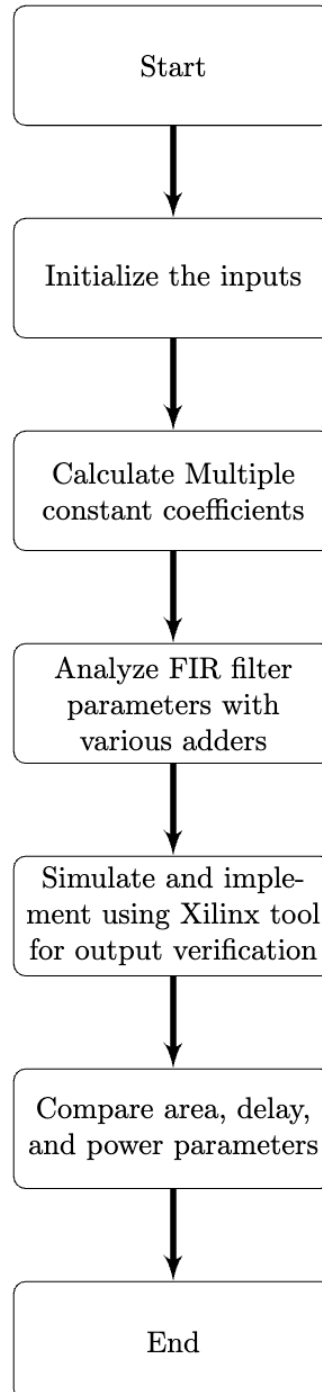 Start
Initialize the inputs
Calculate Multiple
constant coefficients
Analyze FIR filter
parameters with
various adders
Simulate and imple-
ment using Xilinx tool
for output verification
Compare area, delay,
and power parameters
End